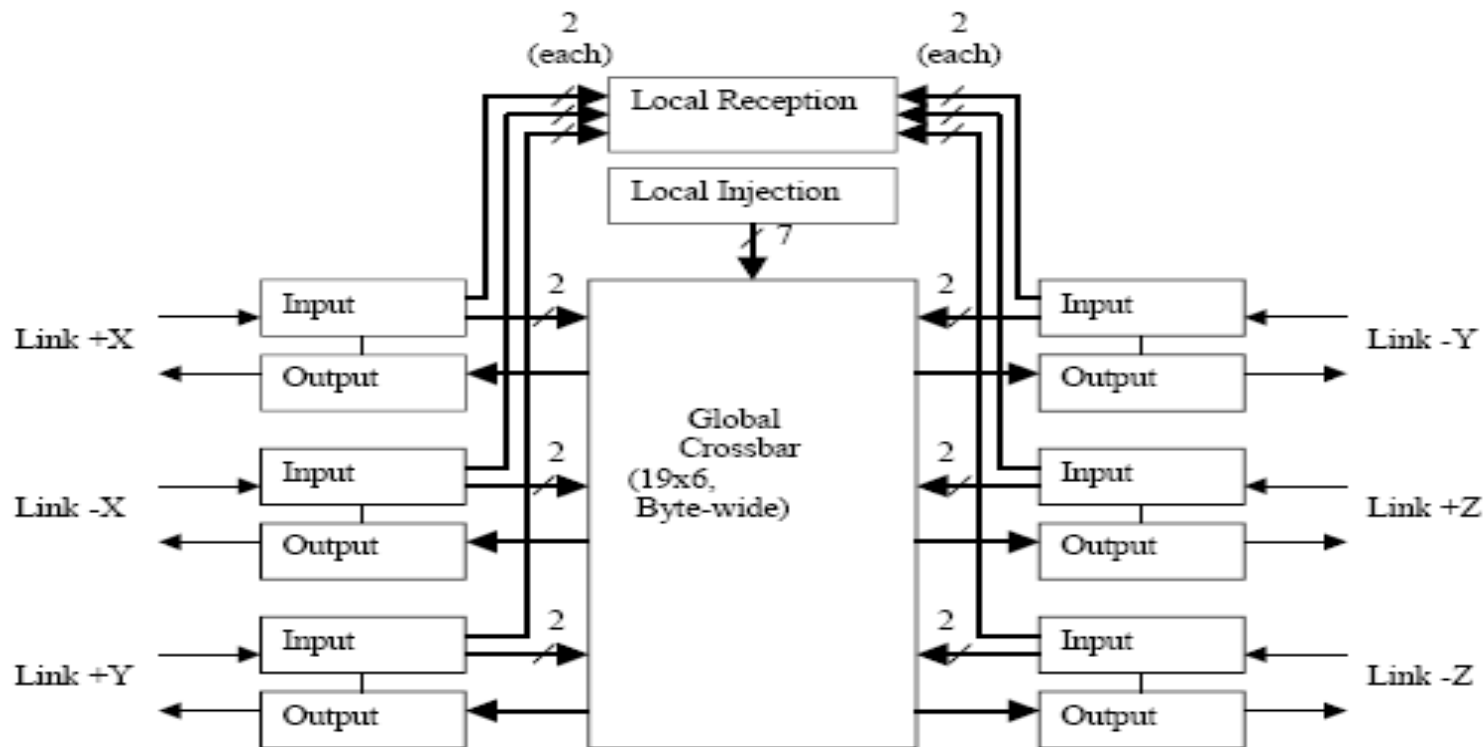 2
(each)
2
(each)
Local Reception
Local Injection
7
Link +X
Input
2
Output
2
Input
Output
Link -Y
Global
Crossbar
(19x6,
Byte-wide)
Link -X
Input
2
Output
2
Input
Output
Link +Z
Link +Y
Input
2
Output
2
Input
Output
Link -Z